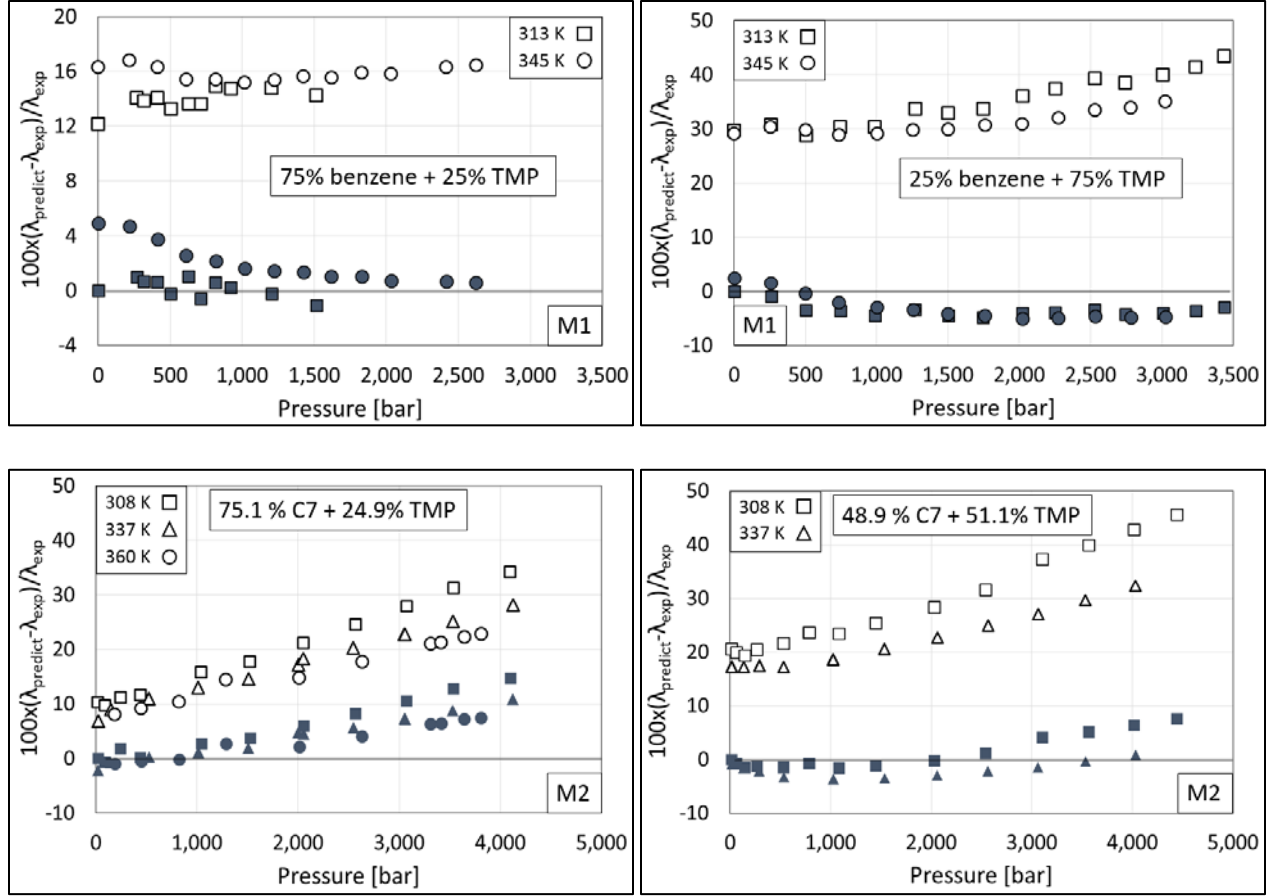 100x(λpredict-λexp)/λexp
20
16
12
8
4
0
-4
313 K
345 K
75% benzene + 25% TMP
M1
0 500 1,000 1,500 2,000 2,500 3,000 3,500
Pressure [bar]
100x(λpredict-λexp)/λexp
50
40
30
20
10
0
-10
313 K
345 K
25% benzene + 75% TMP
M1
0 500 1,000 1,500 2,000 2,500 3,000 3,500
Pressure [bar]
100x(λpredict-λexp)/λexp
50
40
30
20
10
0
-10
308 K
337 K
360 K
75.1 % C7 + 24.9% TMP
M2
0 1,000 2,000 3,000 4,000 5,000
Pressure [bar]
100x(λpredict-λexp)/λexp
50
40
30
20
10
0
-10
308 K
337 K
48.9 % C7 + 51.1% TMP
M2
0 1,000 2,000 3,000 4,000 5,000
Pressure [bar]